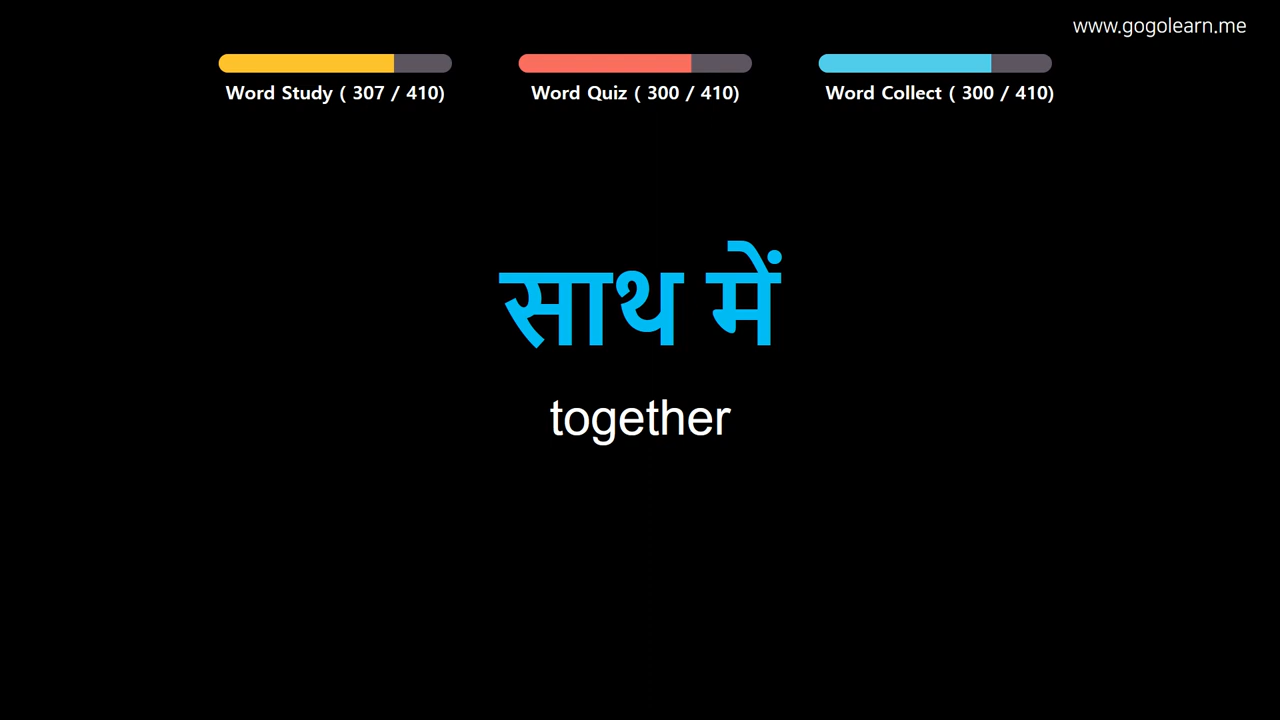 www.gogolearn.me
Word Study ( 307 / 410)
Word Quiz ( 300 / 410)
Word Collect ( 300 / 410)
साथ में
together